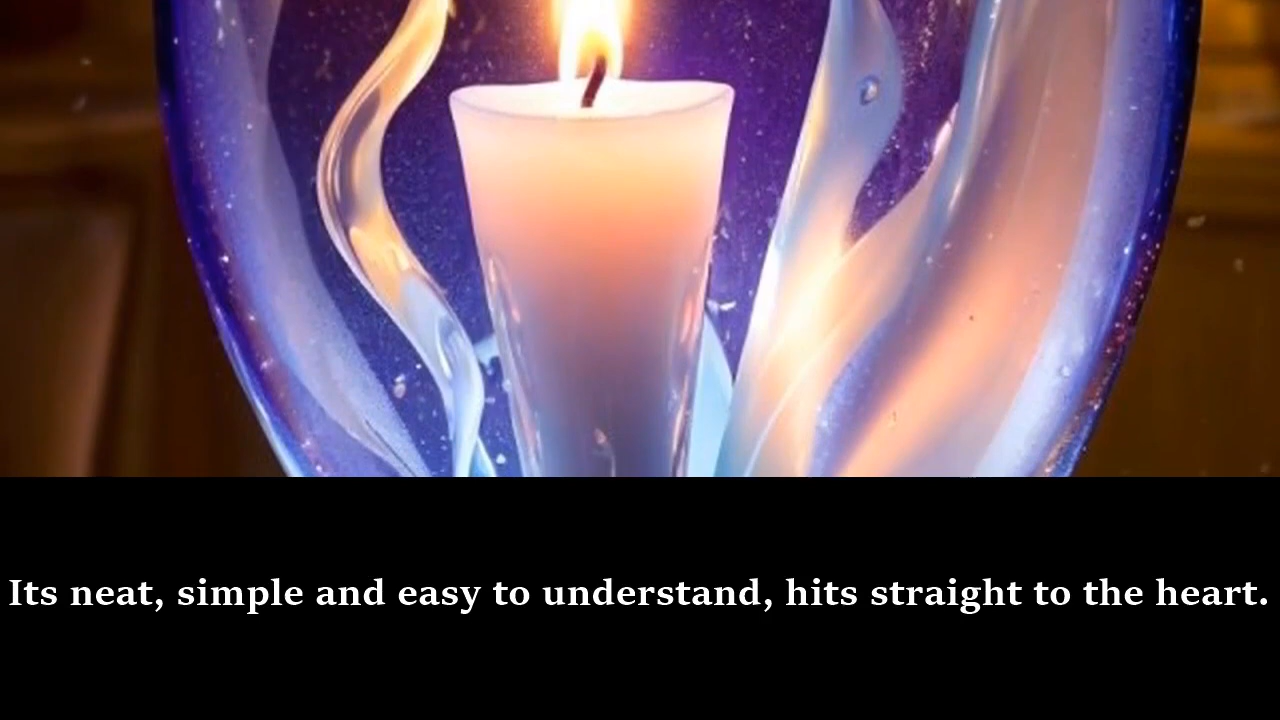 Its neat, simple and easy to understand, hits straight to the heart.